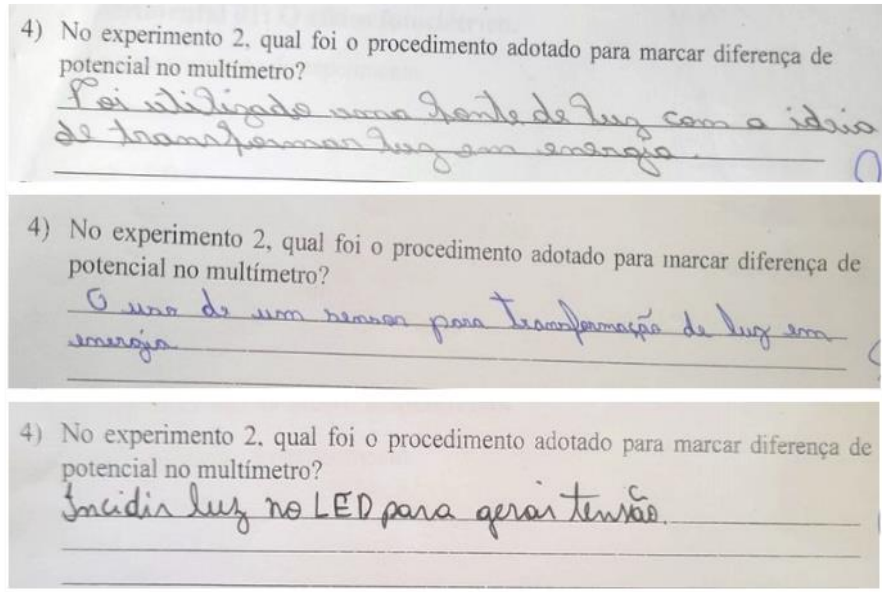 4) No experimento 2, qual foi o procedimento adotado para marcar diferença de
potencial no multímetro?
Foi utilizado uma fonte de luz com a ideia
de transformar luz em energia.
4) No experimento 2, qual foi o procedimento adotado para marcar diferença de
potencial no multímetro?
O uso de um sensor para transformação de luz em
energia
4) No experimento 2, qual foi o procedimento adotado para marcar diferença de
potencial no multímetro?
Incidir luz no LED para gerar tensão.